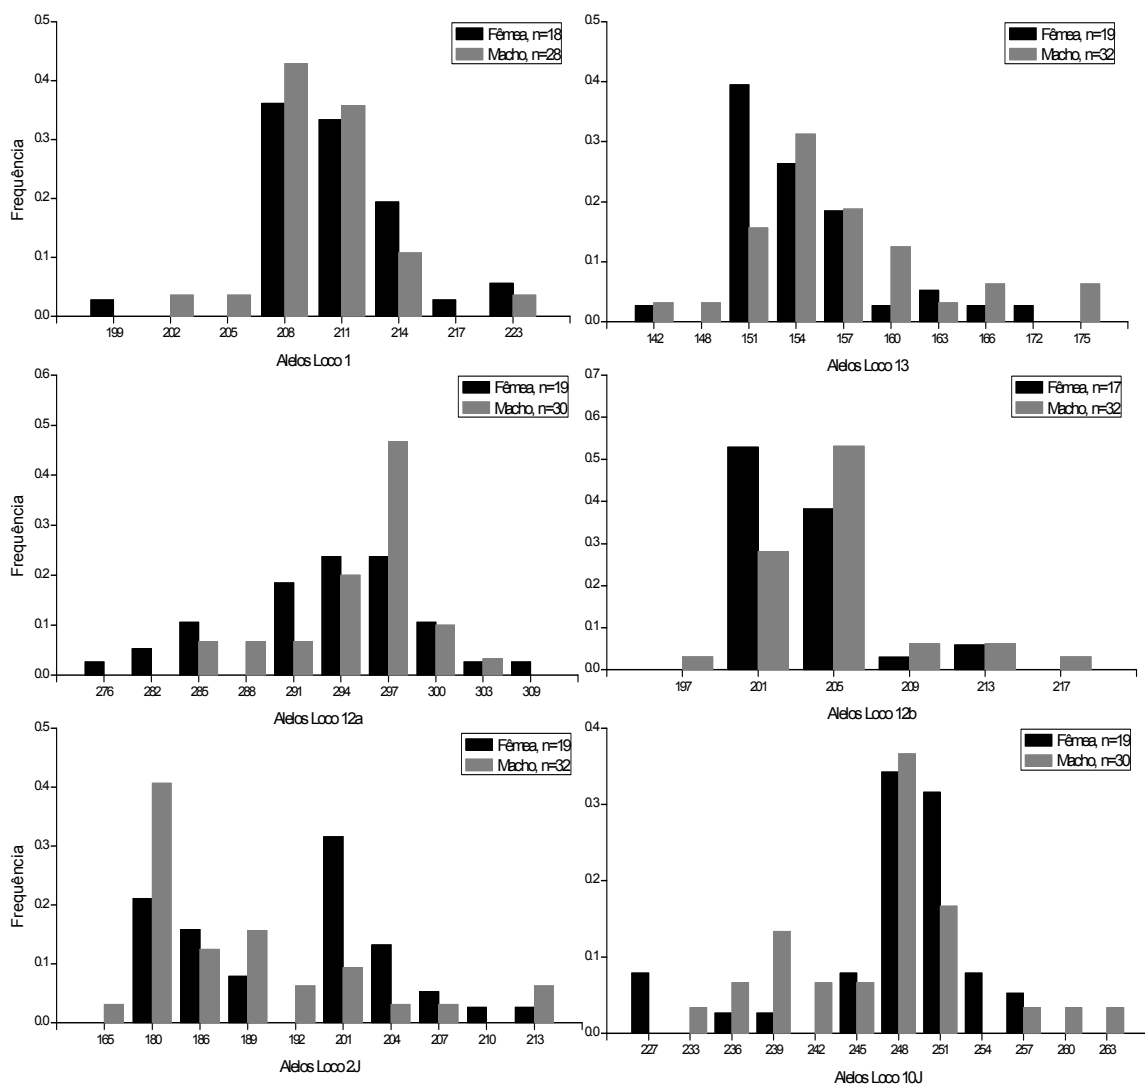 0.5
0.4
0.3
0.2
0.1
0.0
Frequência
Fêmea, n=18
Macho, n=28
199 202 205 208 211 214 217 223
Alelos Loco 1
0.5
0.4
0.3
0.2
0.1
0.0
Fêmea, n=19
Macho, n=32
142 148 151 154 157 160 163 166 172 175
Alelos Loco 13
0.6
0.5
0.4
0.3
0.2
0.1
0.0
Frequência
Fêmea, n=19
Macho, n=30
276 282 285 288 291 294 297 300 303 309
Alelos Loco 12a
0.7
0.6
0.5
0.4
0.3
0.2
0.1
0.0
Fêmea, n=17
Macho, n=32
197 201 205 209 213 217
Alelos Loco 12b
0.5
0.4
0.3
0.2
0.1
0.0
Frequência
Fêmea, n=19
Macho, n=32
165 180 186 189 192 201 204 207 210 213
Alelos Loco 2J
0.4
0.3
0.2
0.1
0.0
Fêmea, n=19
Macho, n=30
227 233 236 239 242 245 248 251 254 257 260 263
Alelos Loco 10J